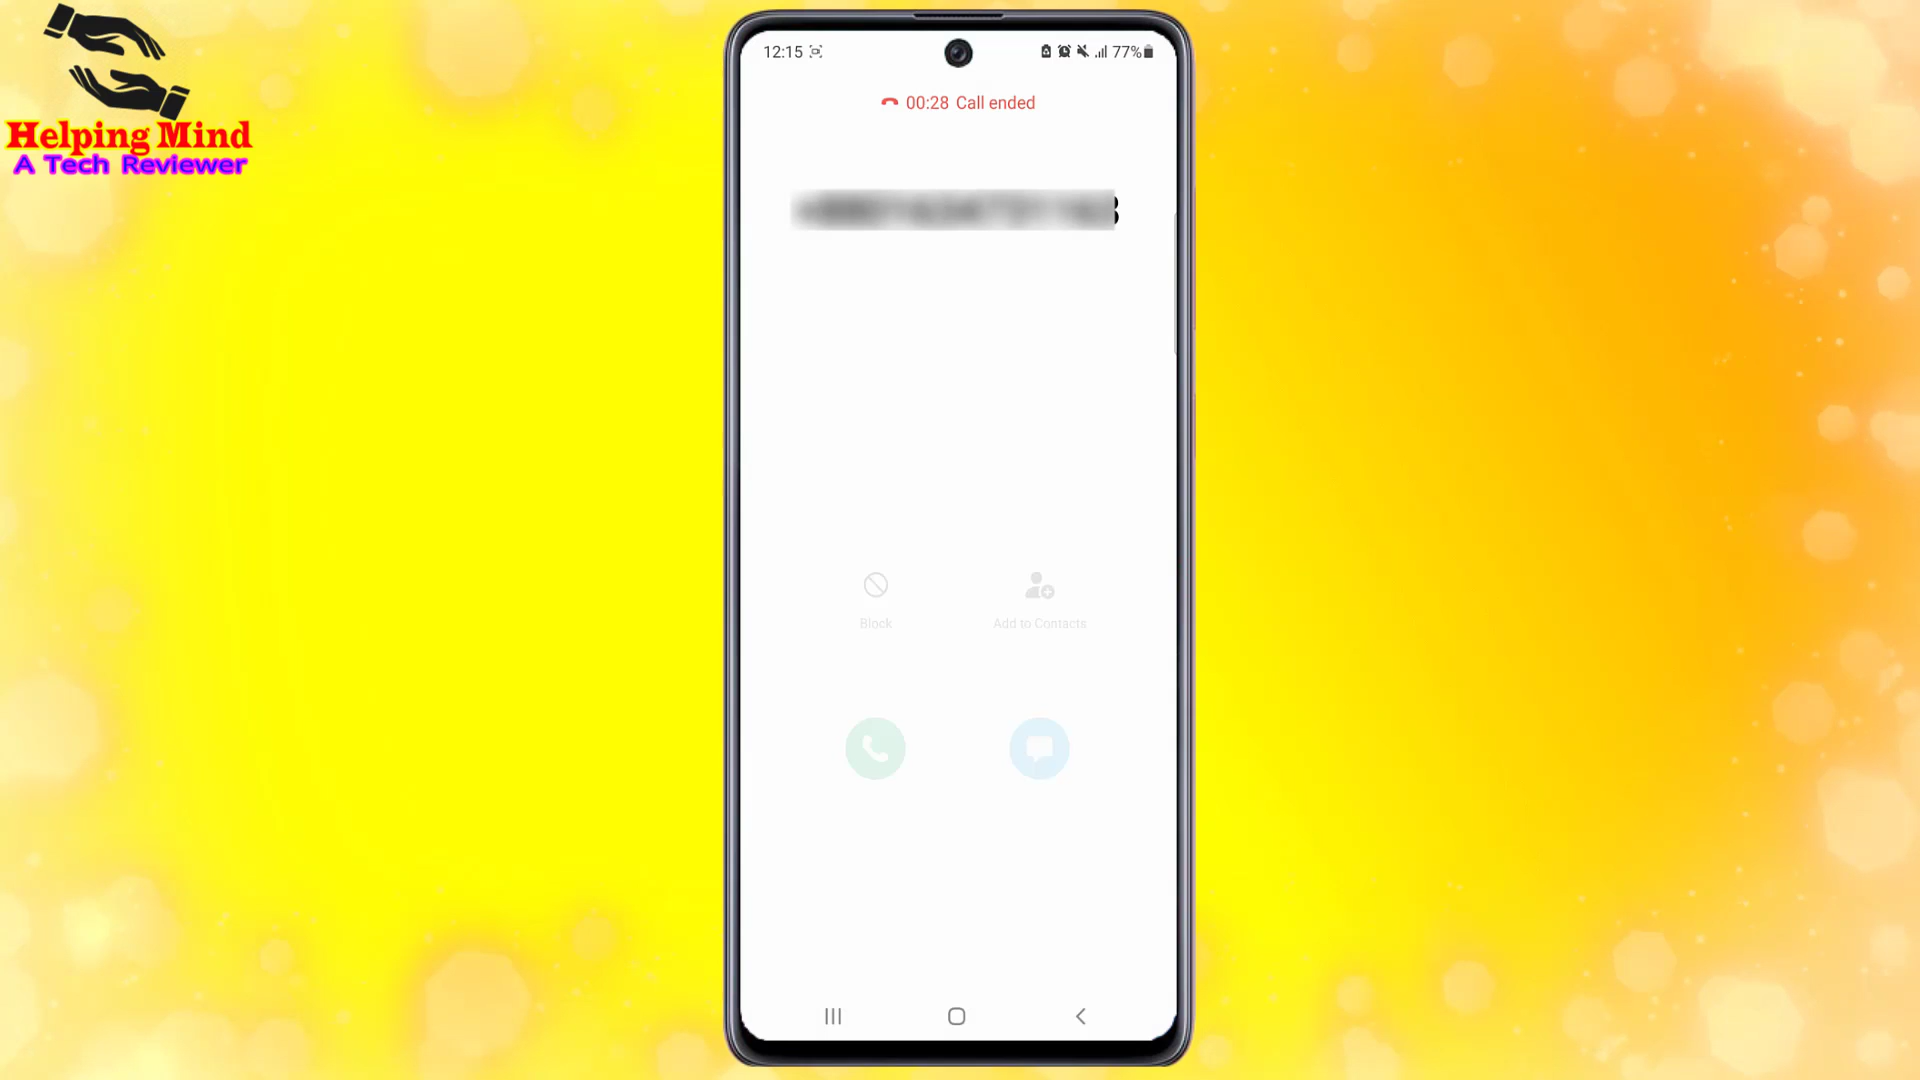 Helping Mind
A Tech Reviewer
12:15 77%
00:28 Call ended
Block Add to Contacts